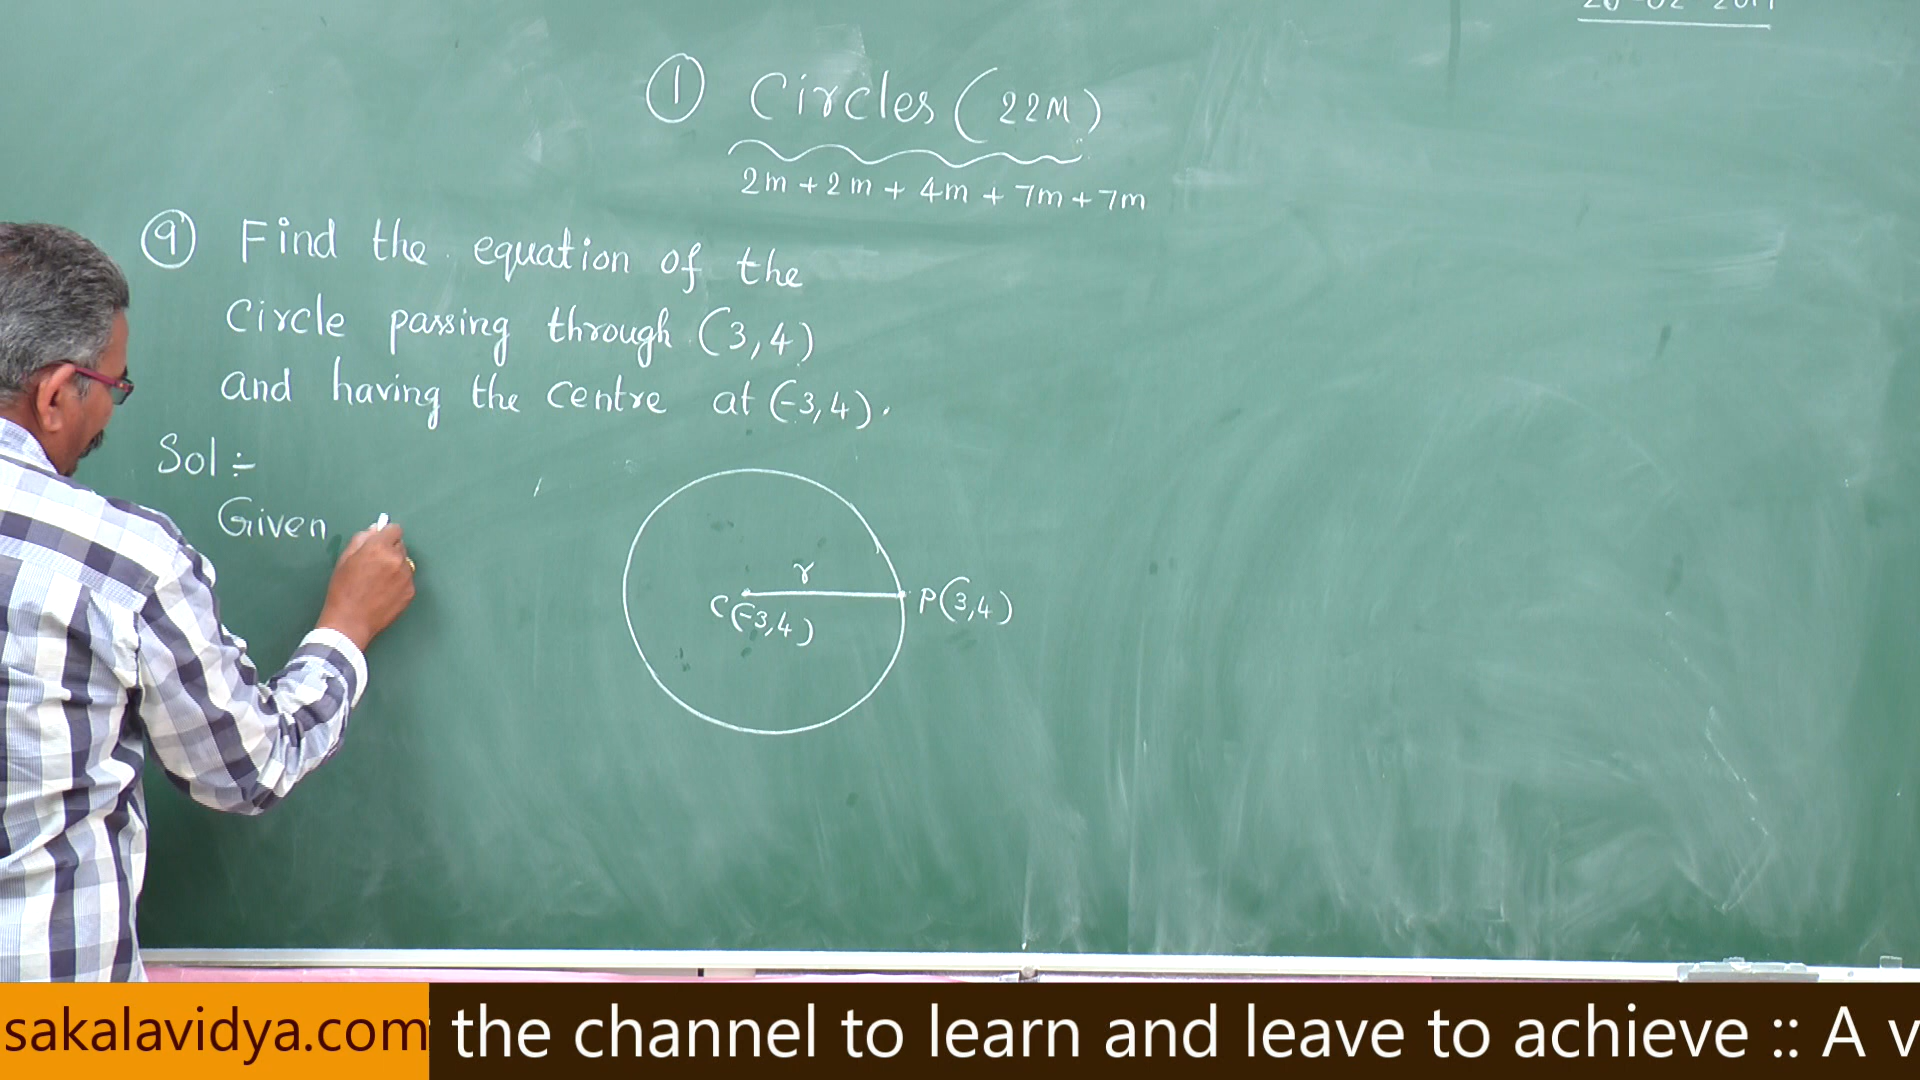 ① Circles (22M)
2m + 2m + 4m + 7m + 7m
⑨ Find the equation of the
Circle passing through (3,4)
and having the centre at (-3,4).
Sol :-
Given
r
C(-3,4)
P(3,4)
sakalavidya.com the channel to learn and leave to achieve :: A v